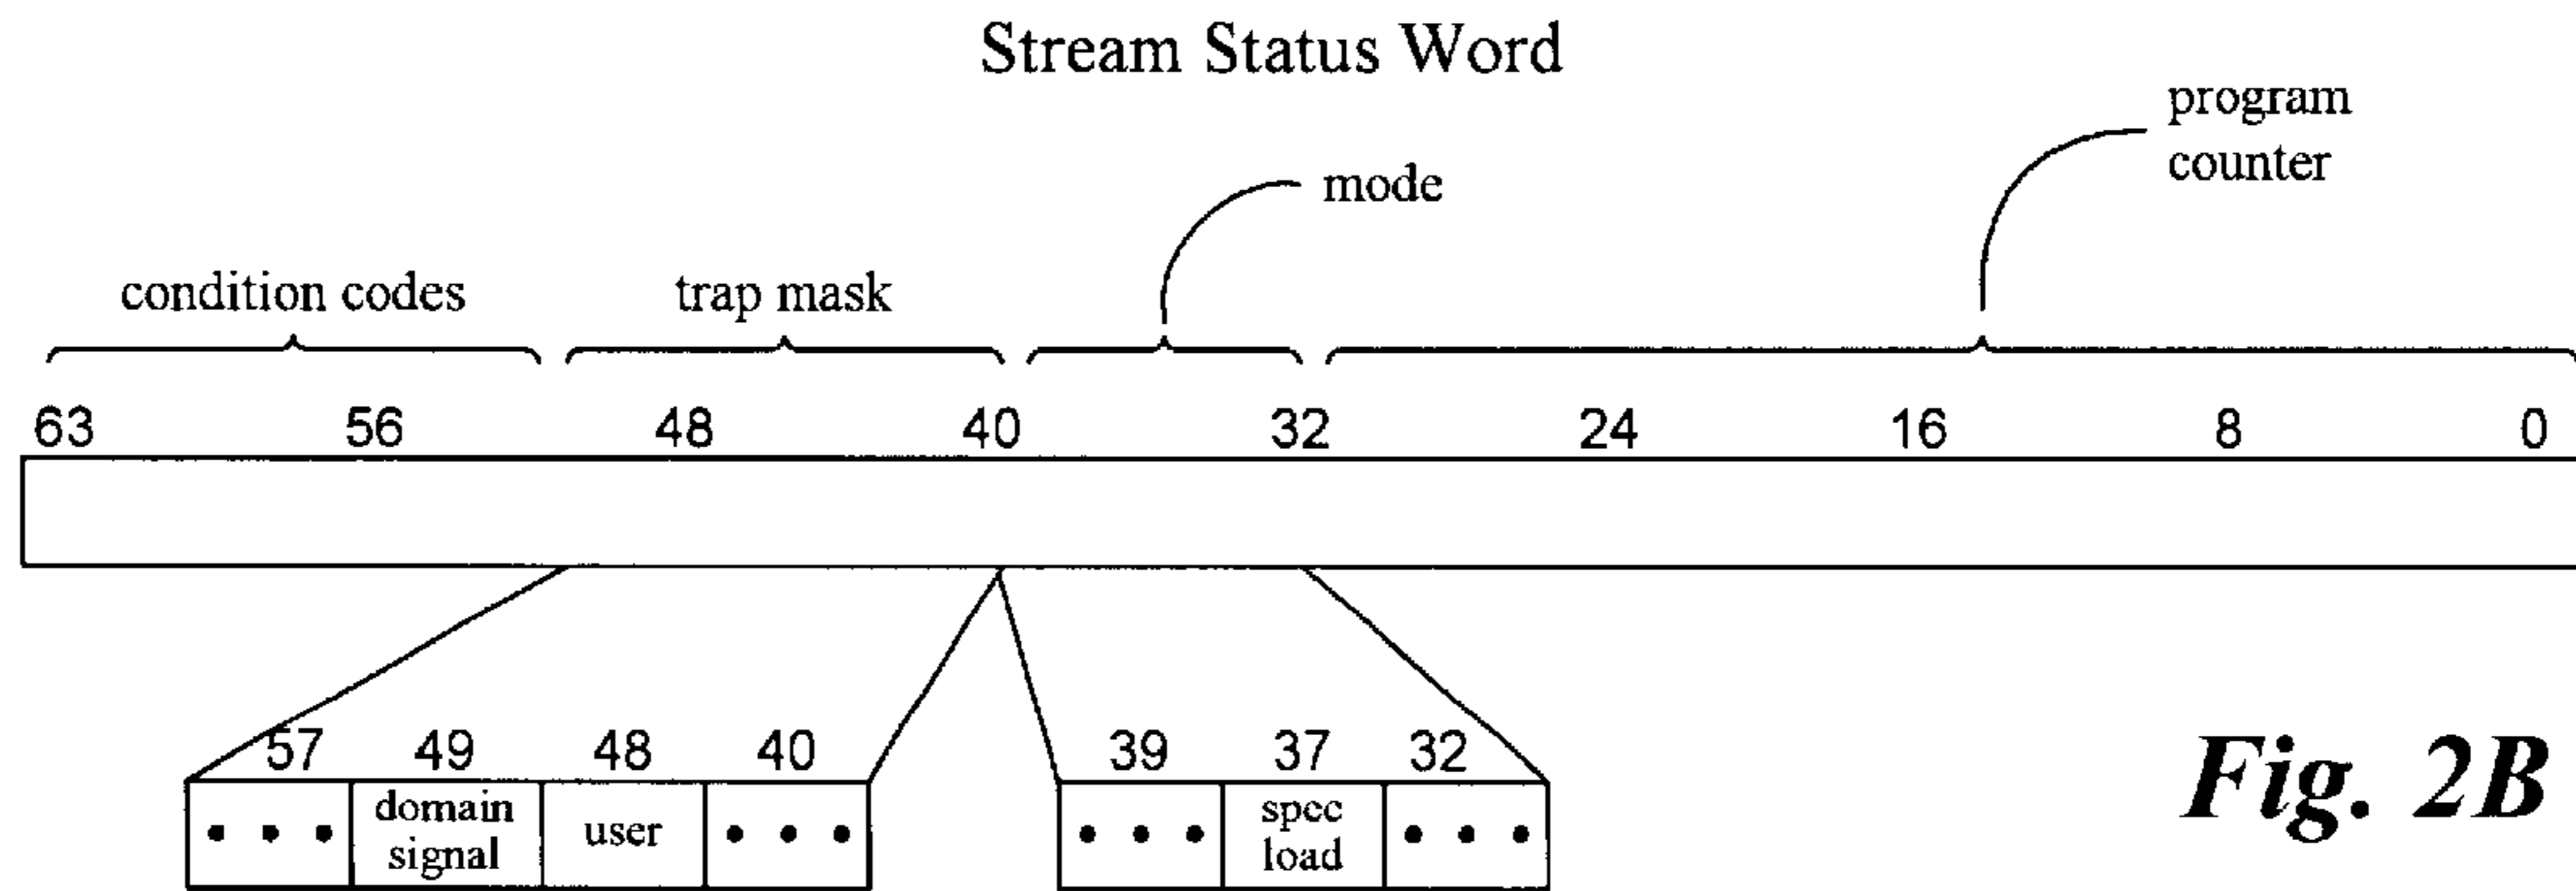 Stream Status Word
program
counter
mode
condition codes
trap mask
63 56 48 40 32 24 16 8 0
57 49 48 40 39 37 32
• • • domain signal user • • • • • • spec load • • •
Fig. 2B